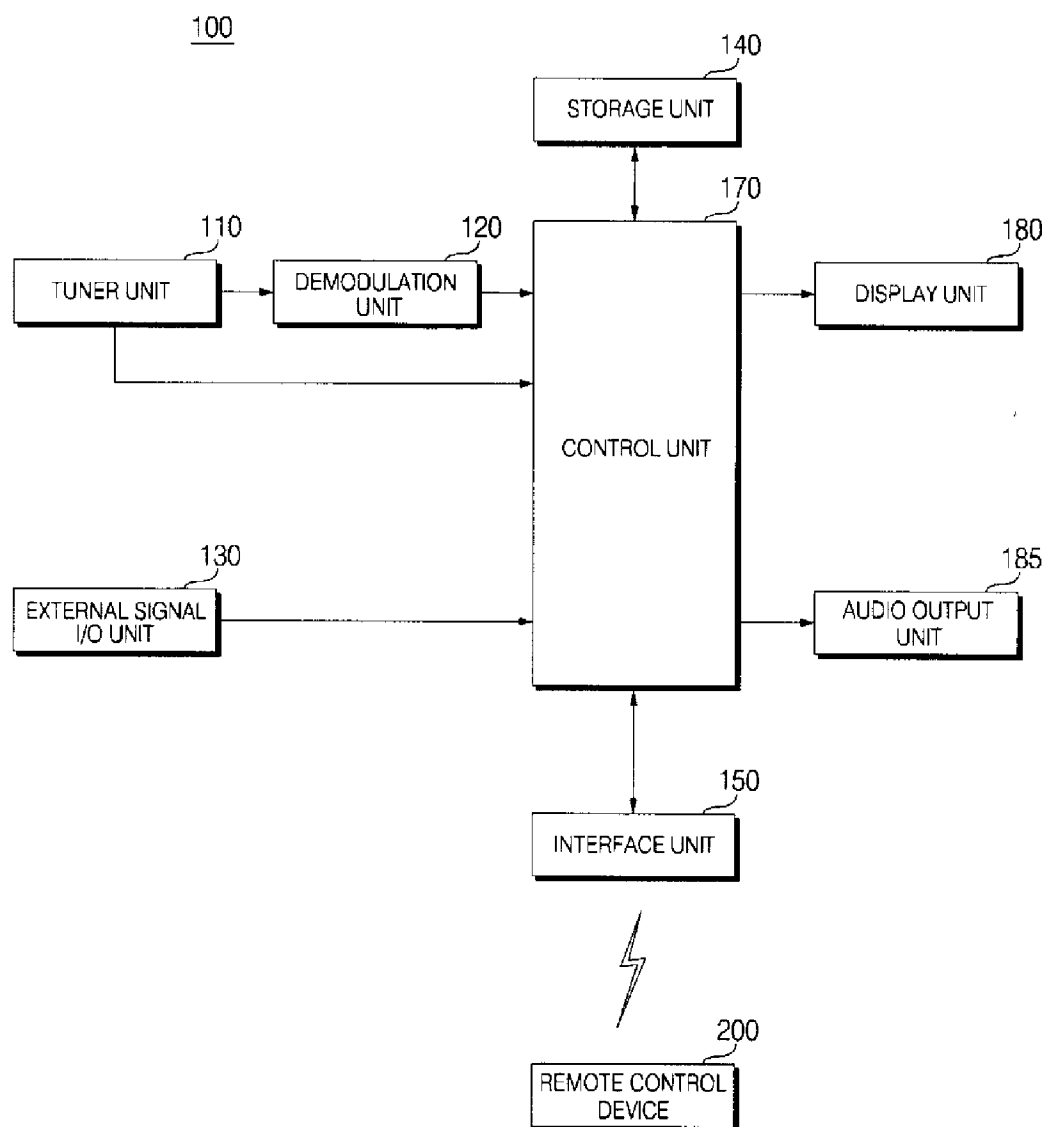 100
140
STORAGE UNIT
170
110
120
180
TUNER UNIT
DEMODULATION
UNIT
DISPLAY UNIT
CONTROL UNIT
130
185
EXTERNAL SIGNAL
I/O UNIT
AUDIO OUTPUT
UNIT
150
INTERFACE UNIT
200
REMOTE CONTROL
DEVICE